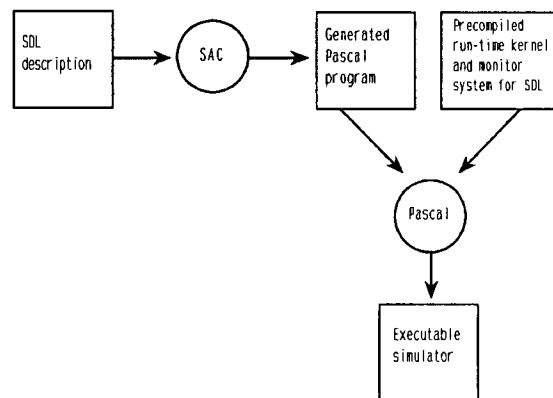 SDL
description
SAC
Generated
Pascal
program
Precompiled
run-time kernel
and monitor
system for SDL
Pascal
Executable
simulator